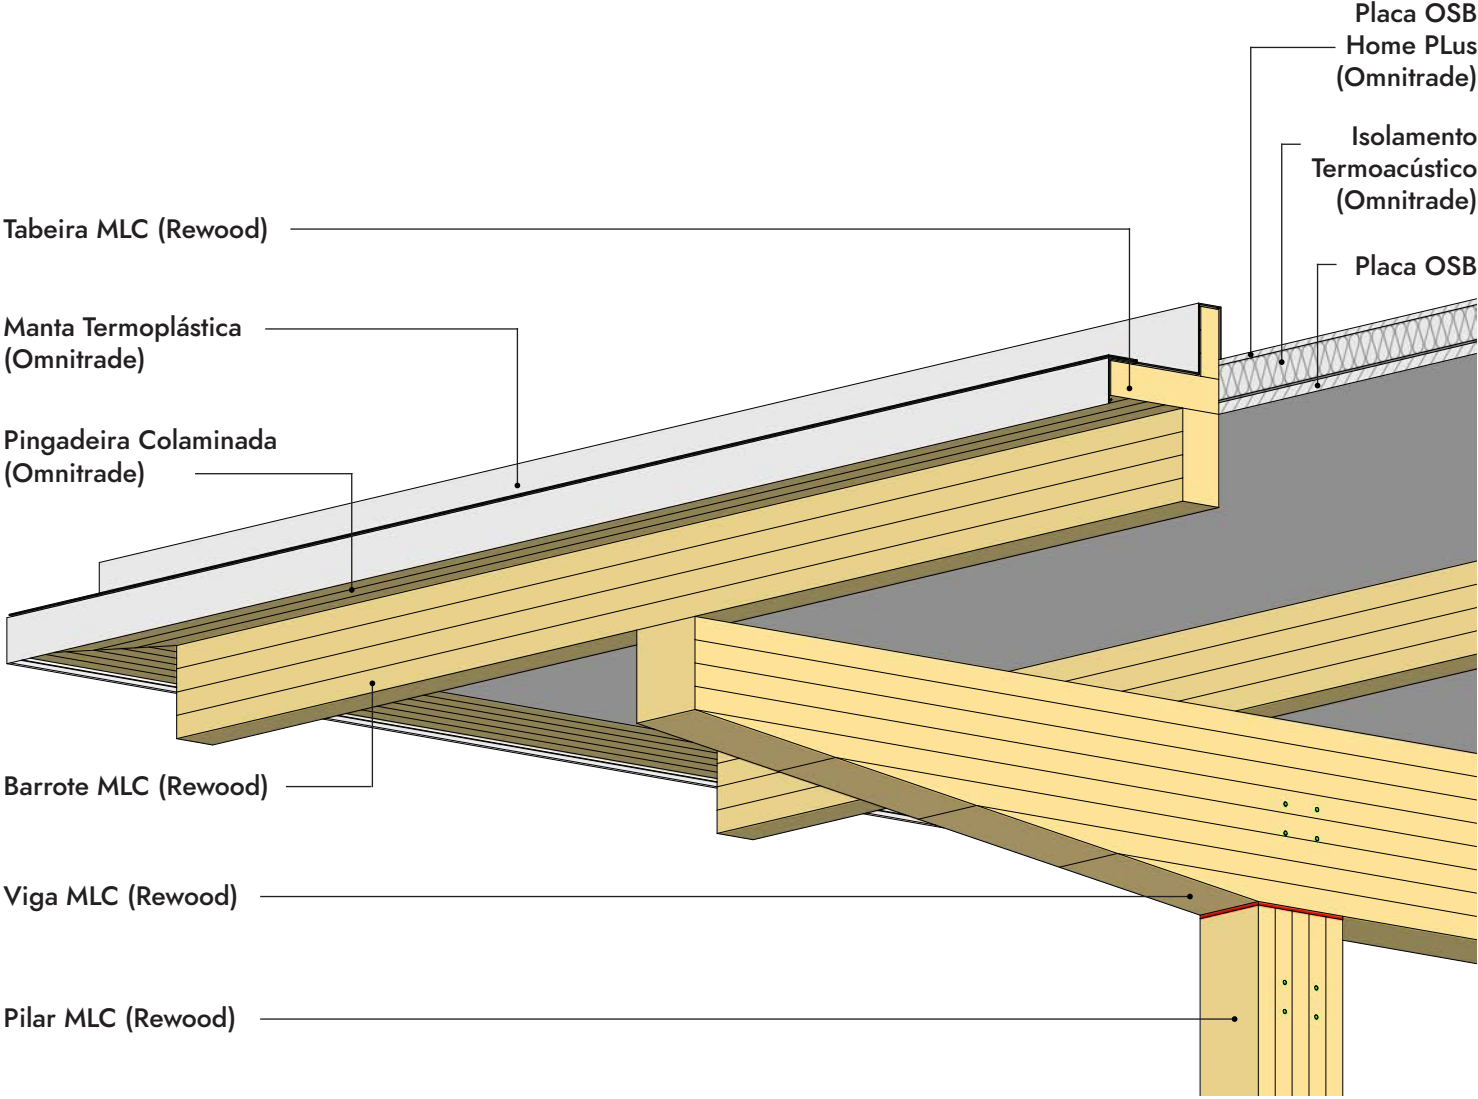 Placa OSB
Home PLus
(Omnitrade)
Isolamento
Termoacústico
(Omnitrade)
Tabeira MLC (Rewood)
Placa OSB
Manta Termoplástica
(Omnitrade)
Pingadeira Colaminada
(Omnitrade)
Barrote MLC (Rewood)
Viga MLC (Rewood)
Pilar MLC (Rewood)